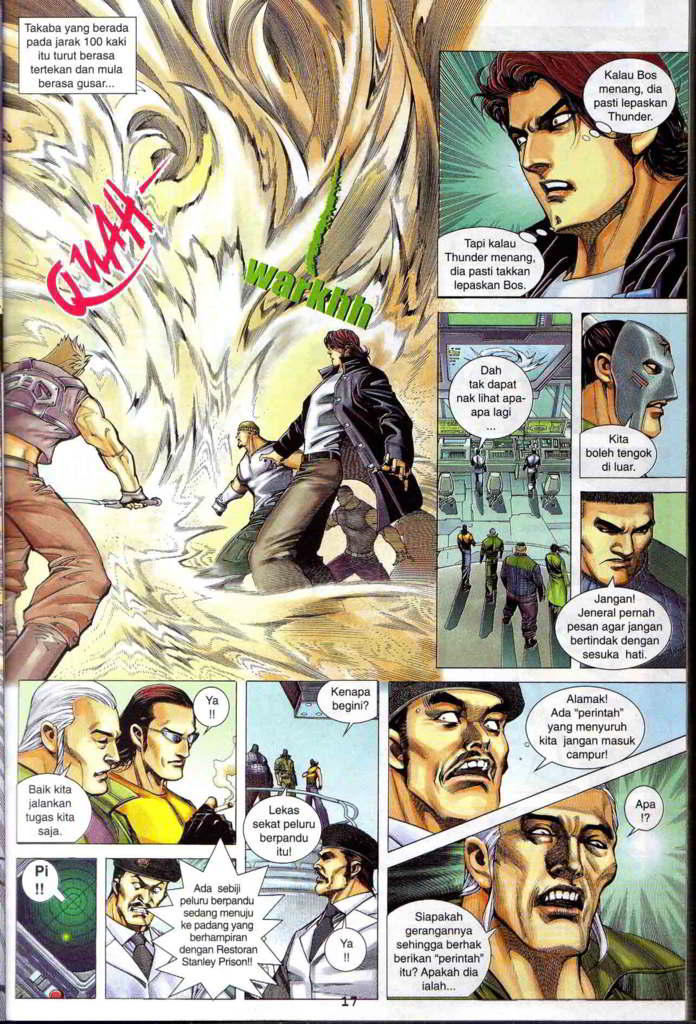 Takaba yang berada
pada jarak 100 kaki
itu turut berasa
tertekan dan mula
berasa gusar...
QWAH-
warkhh
Kalau Bos
menang, dia
pasti lepaskan
Thunder.
Tapi kalau
Thunder menang,
dia pasti takkan
lepaskan Bos.
Dah
tak dapat
nak lihat apa-
apa lagi
...
Kita
boleh tengok
di luar.
Jangan!
Jeneral pernah
pesan agar jangan
bertindak dengan
sesuka hati.
Ya
!!
Baik kita
jalankan
tugas kita
saja.
Kenapa
begini?
Lekas
sekat peluru
berpandu
itu!
Pi
!!
Ada sebiji
peluru berpandu
sedang menuju
ke padang yang
berhampiran
dengan Restoran
Stanley Prison!!
Ya
!!
Alamak!
Ada "perintah"
yang menyuruh
kita jangan masuk
campur!
Apa
!?
Siapakah
gerangannya
sehingga berhak
berikan "perintah"
itu? Apakah dia
ialah...
17